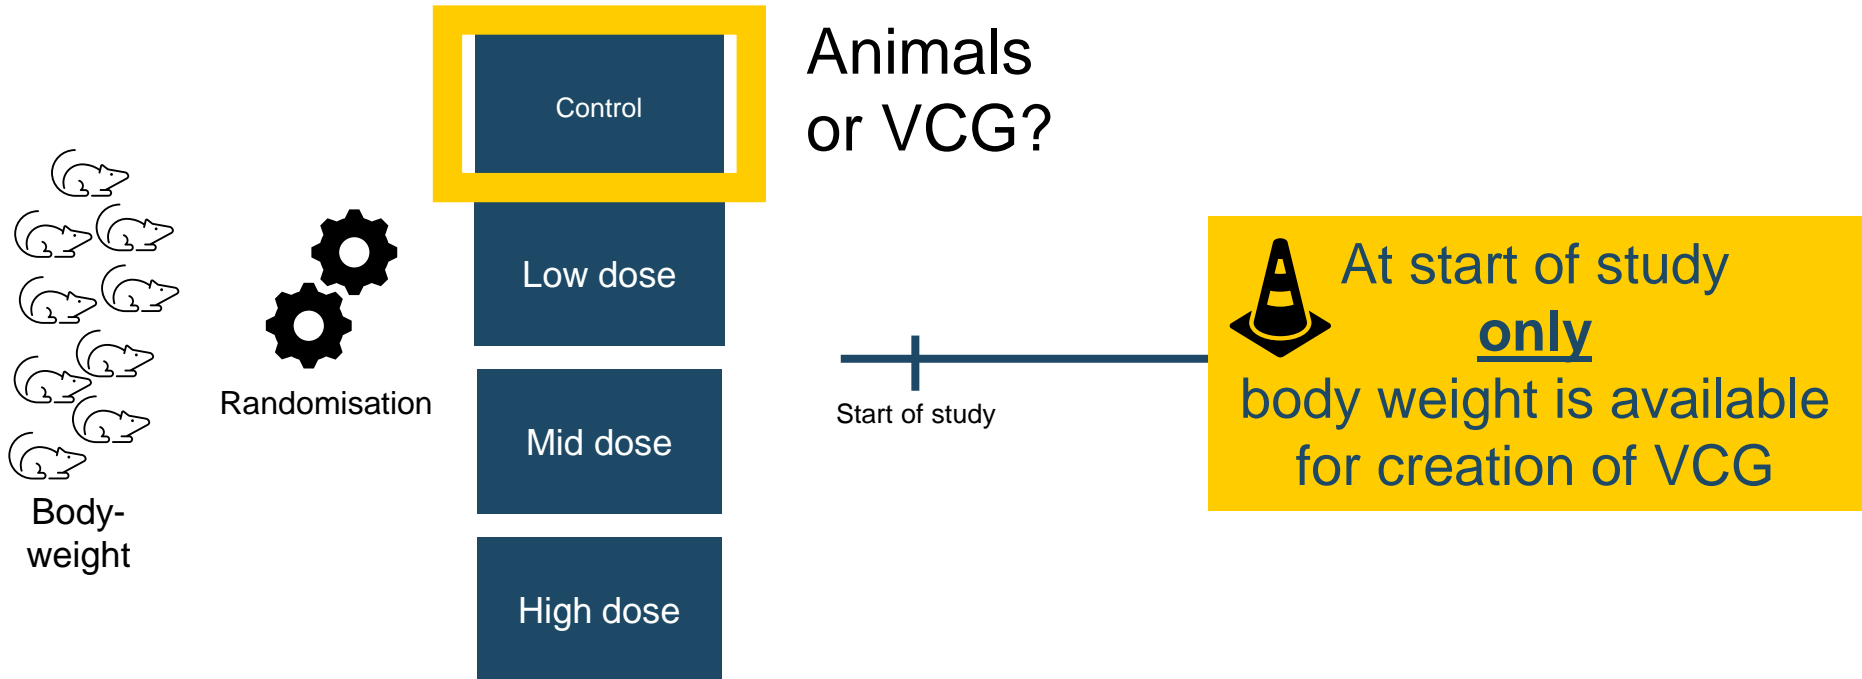 Body-
weight
Randomisation
Control
Low dose
Mid dose
High dose
Animals
or VCG?
Start of study
At start of study
only
body weight is available
for creation of VCG